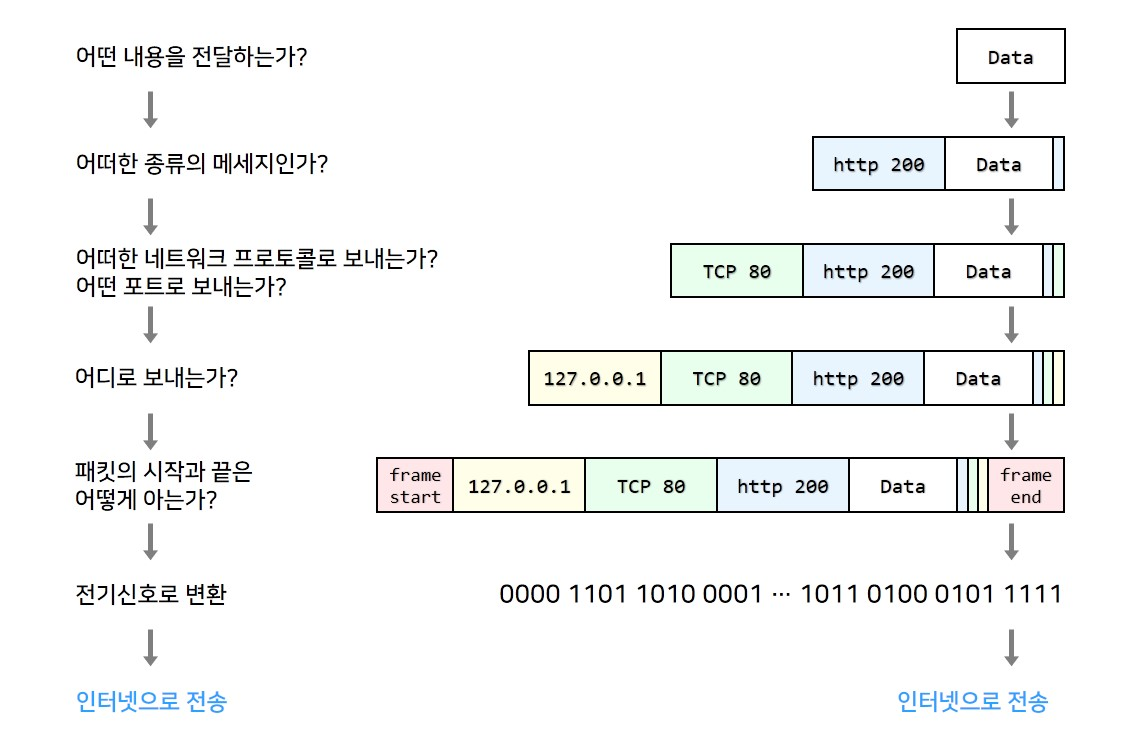 어떤 내용을 전달하는가?
Data
어떠한 종류의 메세지인가?
http 200 Data
어떠한 네트워크 프로토콜로 보내는가?
어떤 포트로 보내는가?
TCP 80 http 200 Data
어디로 보내는가?
127.0.0.1 TCP 80 http 200 Data
패킷의 시작과 끝은
어떻게 아는가?
frame
start
127.0.0.1 TCP 80 http 200 Data
frame
end
전기신호로 변환
0000 1101 1010 0001 ··· 1011 0100 0101 1111
인터넷으로 전송
인터넷으로 전송